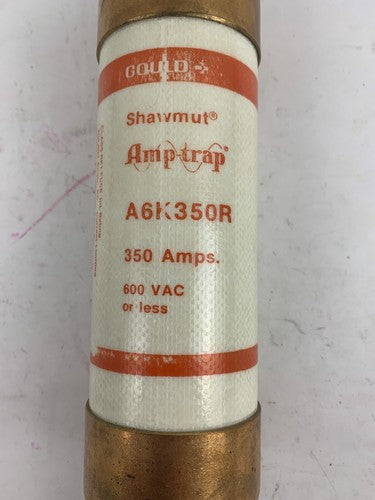 GOULD
Shawmut®
Amp-trap®
A6K350R
350 Amps.
600 VAC
or less